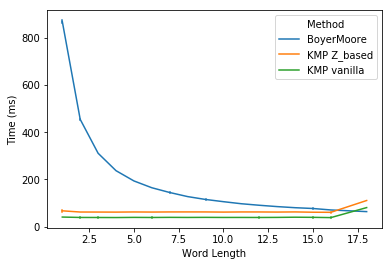 Method
BoyerMoore
KMP Z_based
KMP vanilla
Time (ms)
800
600
400
200
0
2.5 5.0 7.5 10.0 12.5 15.0 17.5
Word Length